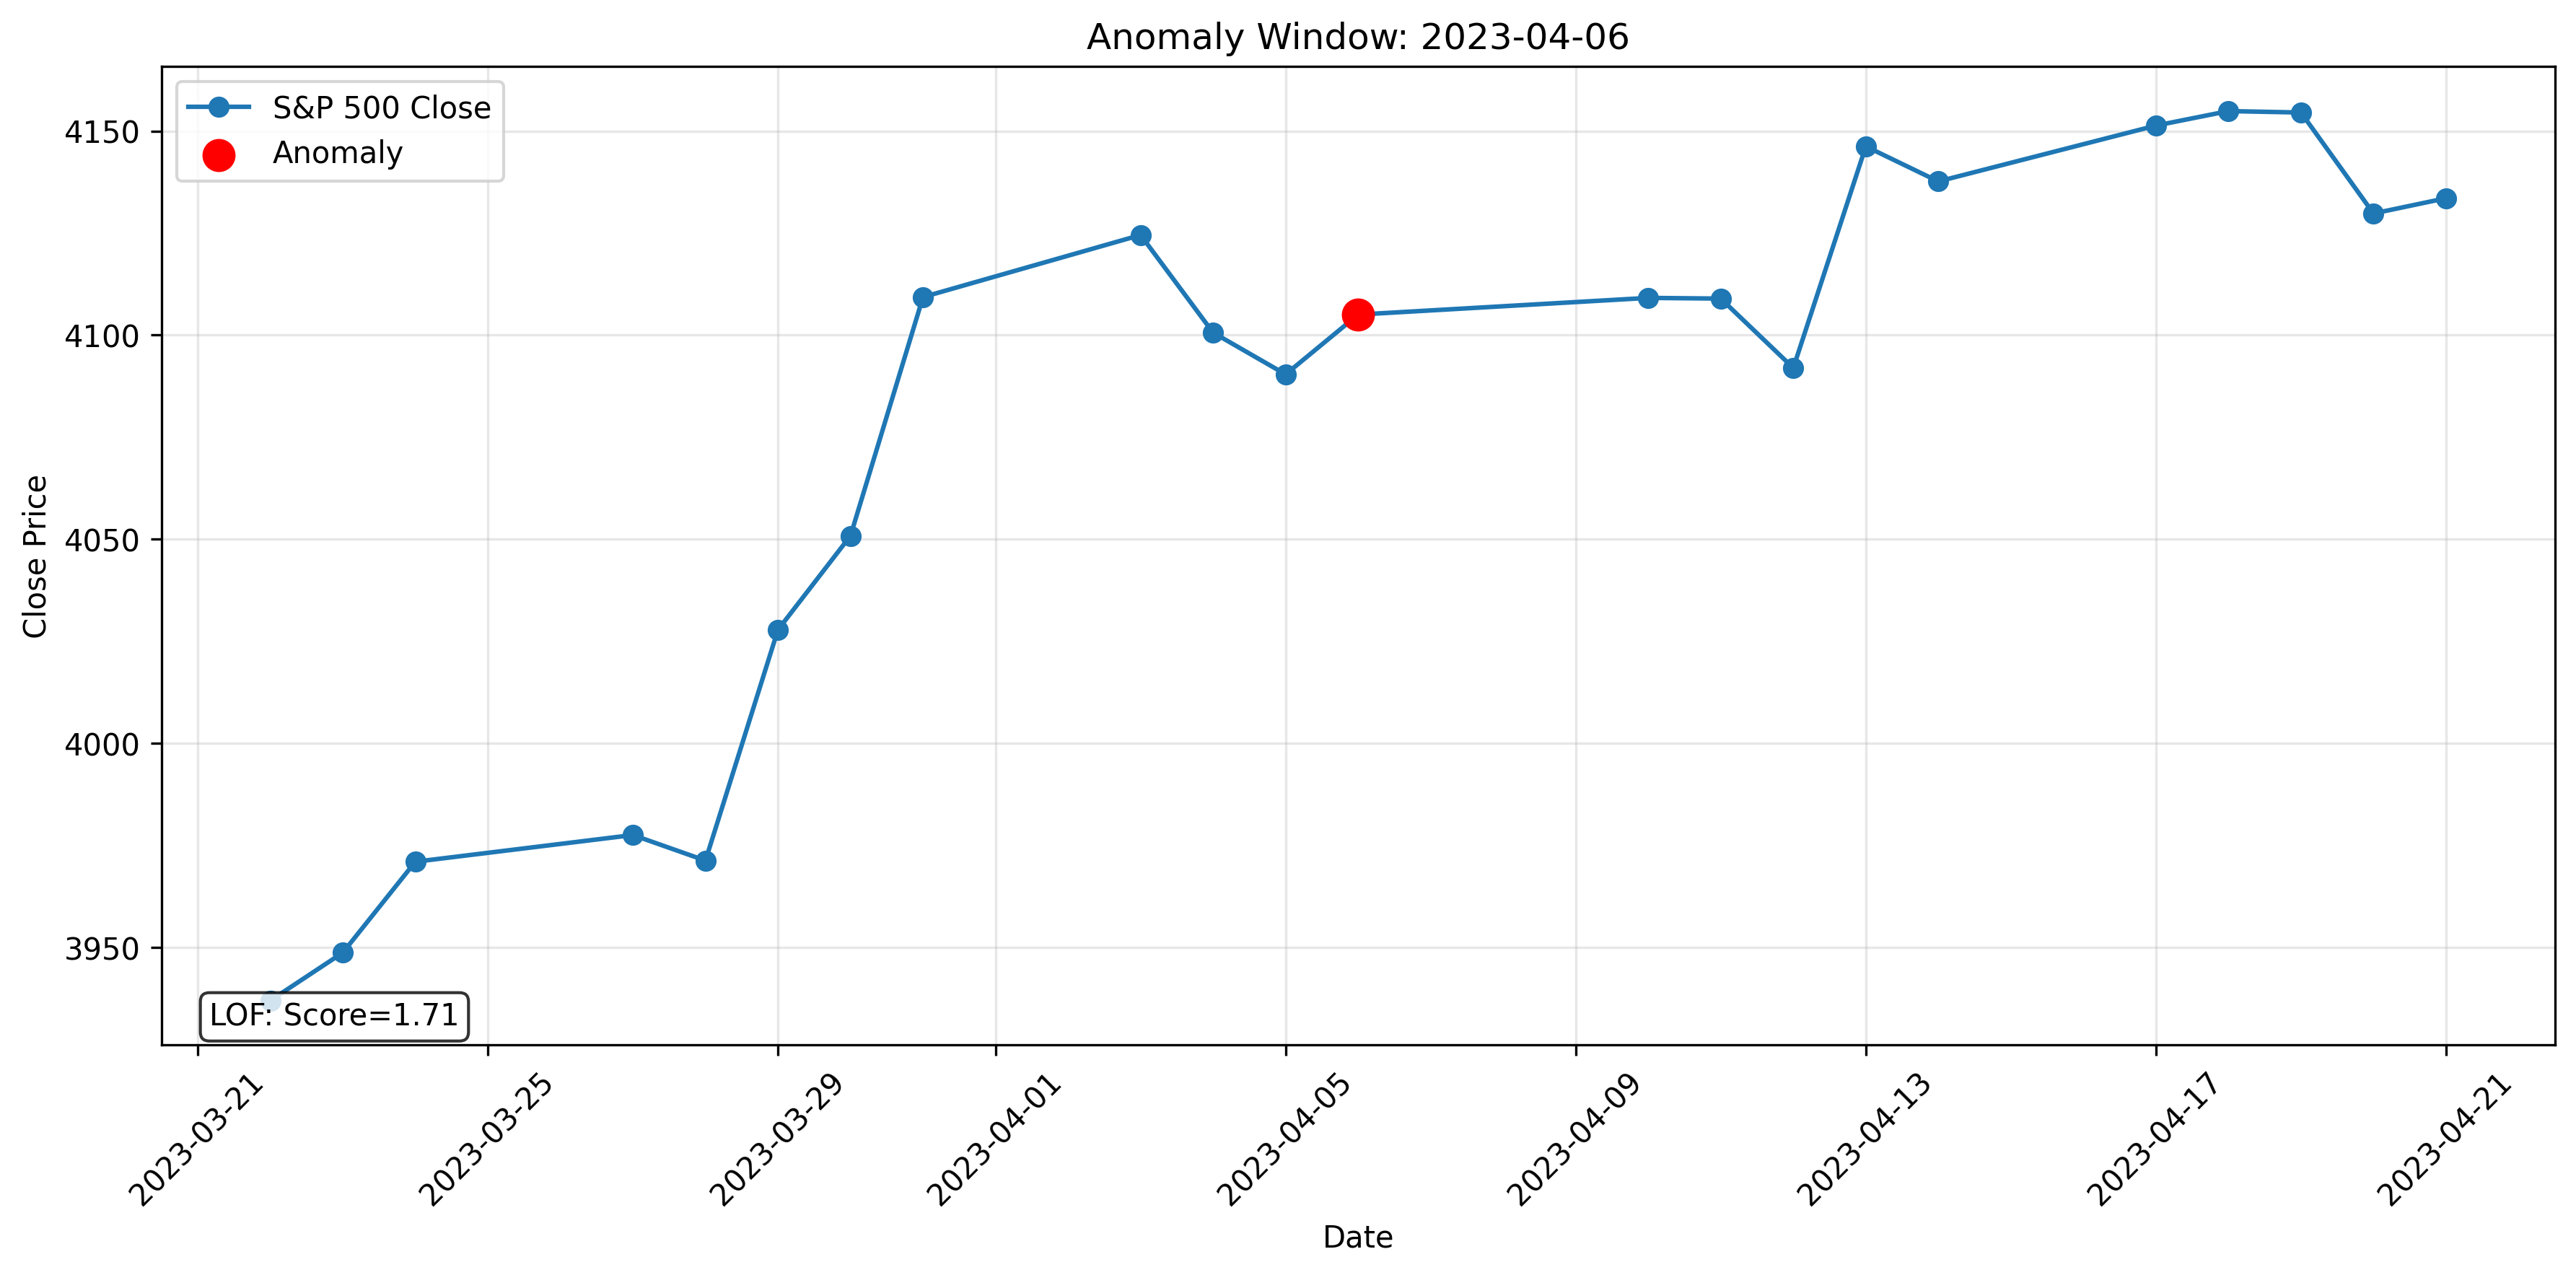 Anomaly Window: 2023-04-06
S&P 500 Close
Anomaly
4150
4100
4050
4000
3950
Close Price
LOF: Score=1.71
2023-03-21
2023-03-25
2023-03-29
2023-04-01
2023-04-05
2023-04-09
2023-04-13
2023-04-17
2023-04-21
Date